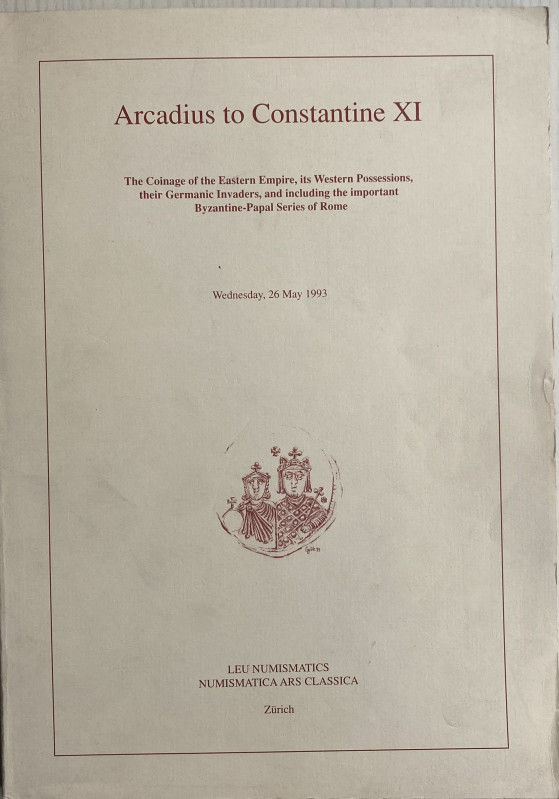 Arcadius to Constantine XI
The Coinage of the Eastern Empire, its Western Possessions,
their Germanic Invaders, and including the important
Byzantine-Papal Series of Rome
Wednesday, 26 May 1993
LEU NUMISMATICS
NUMISMATICA ARS CLASSICA
Zürich